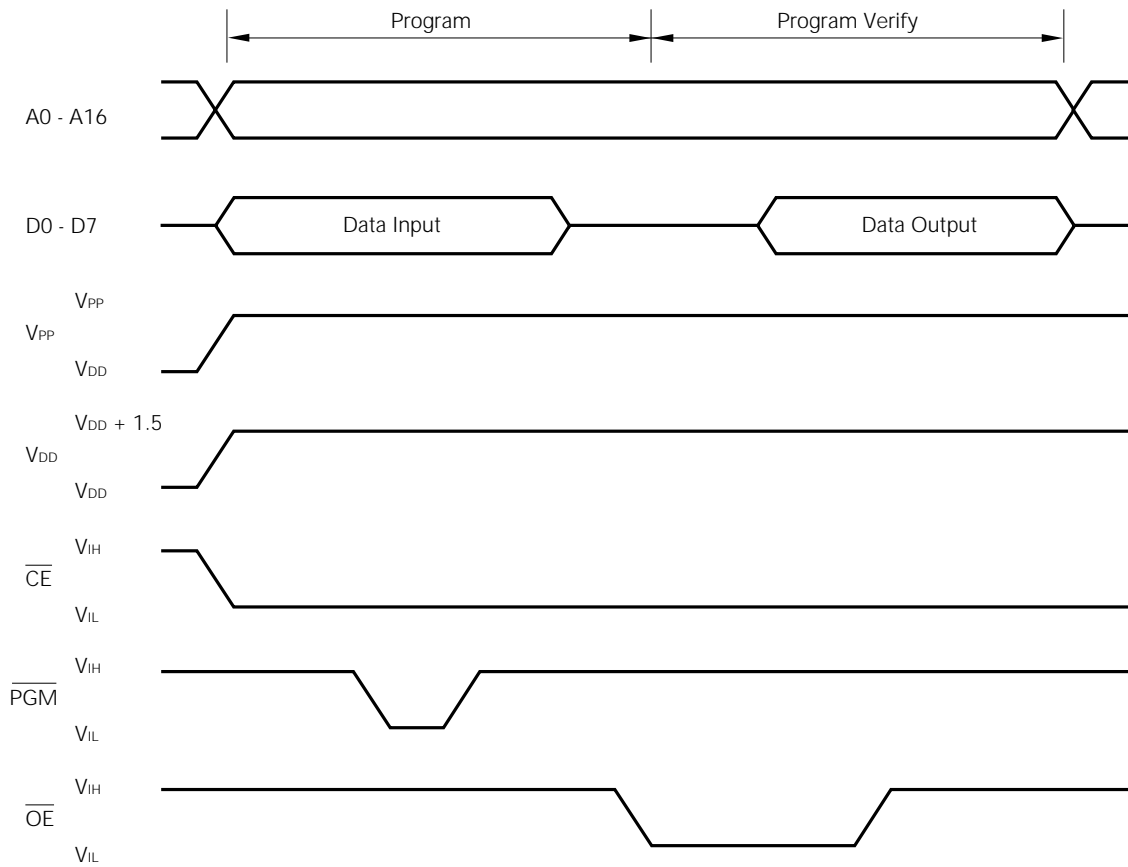 Program
Program Verify
A0 - A16
D0 - D7
Data Input
Data Output
VPP
VPP
VDD
VDD + 1.5
VDD
VDD
VIH
CE
VIL
VIH
PGM
VIL
VIH
OE
VIL